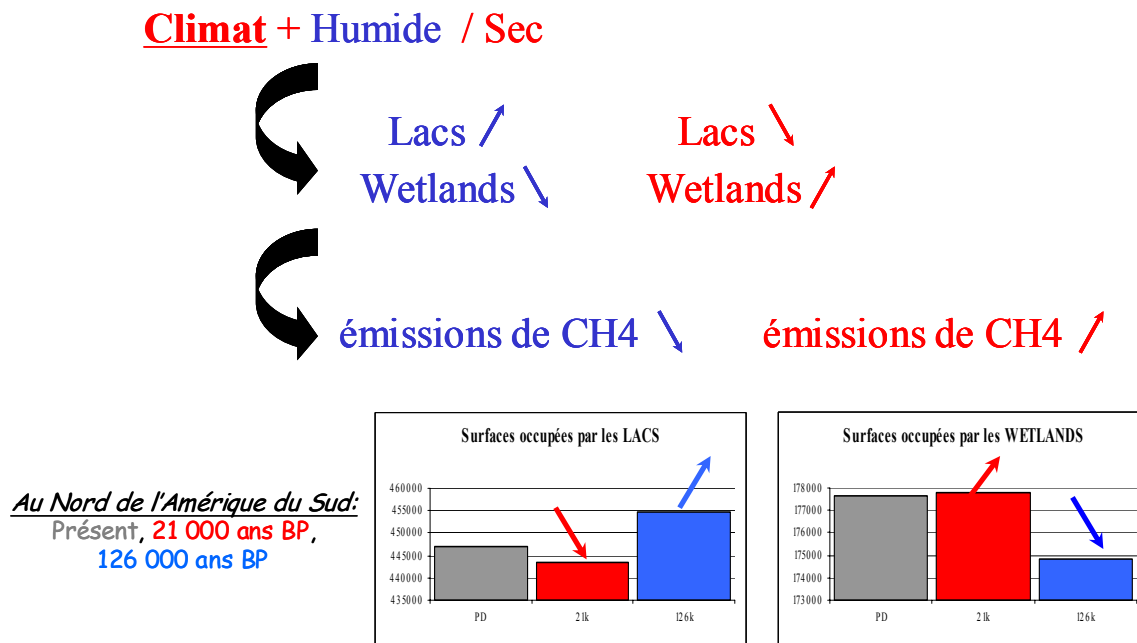 Climat + Humide / Sec
Lacs
Wetlands
Lacs
Wetlands
émissions de CH4
émissions de CH4
Au Nord de l'Amérique du Sud:
Présent, 21 000 ans BP,
126 000 ans BP
Surfaces occupées par les LACS
460000
455000
450000
445000
440000
435000
PD
21k
126k
Surfaces occupées par les WETLANDS
178000
177000
176000
175000
174000
173000
PD
21k
126k